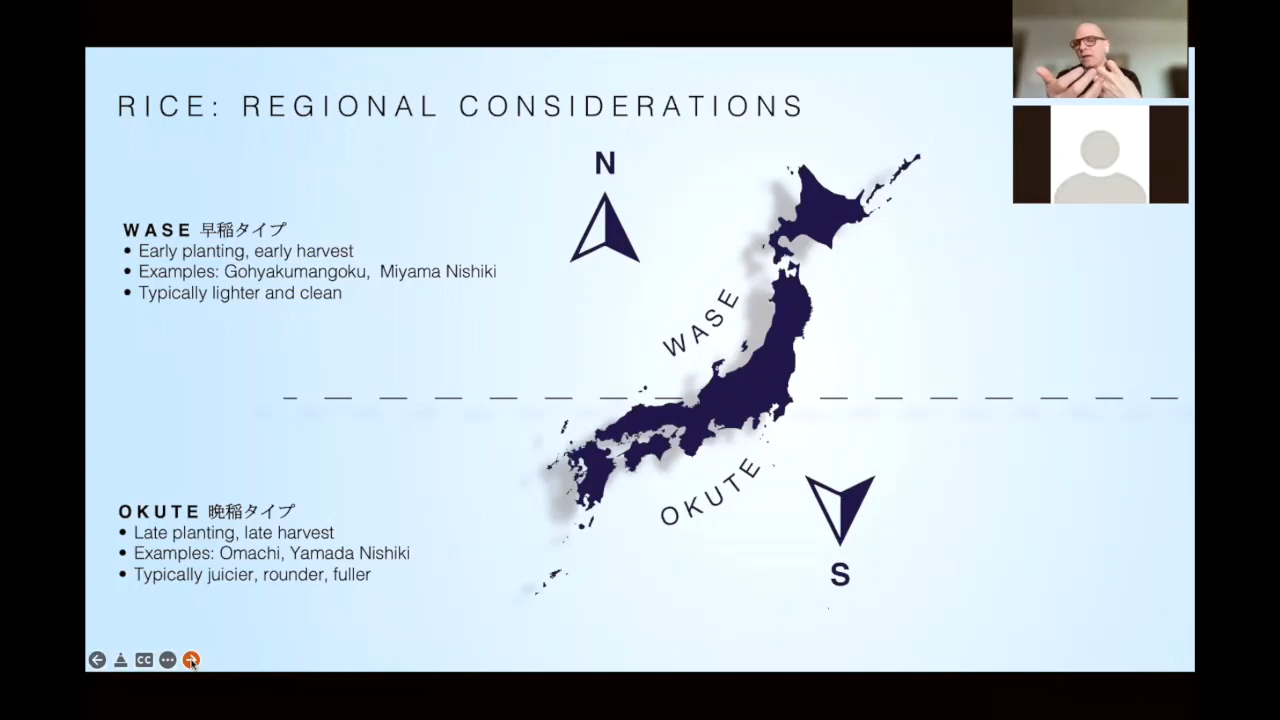 RICE: REGIONAL CONSIDERATIONS
N
WASE 早稲タイプ
• Early planting, early harvest
• Examples: Gohyakumangoku, Miyama Nishiki
• Typically lighter and clean
WASE
OKUTE
OKUTE 晩稲タイプ
• Late planting, late harvest
• Examples: Omachi, Yamada Nishiki
• Typically juicier, rounder, fuller
S
CC